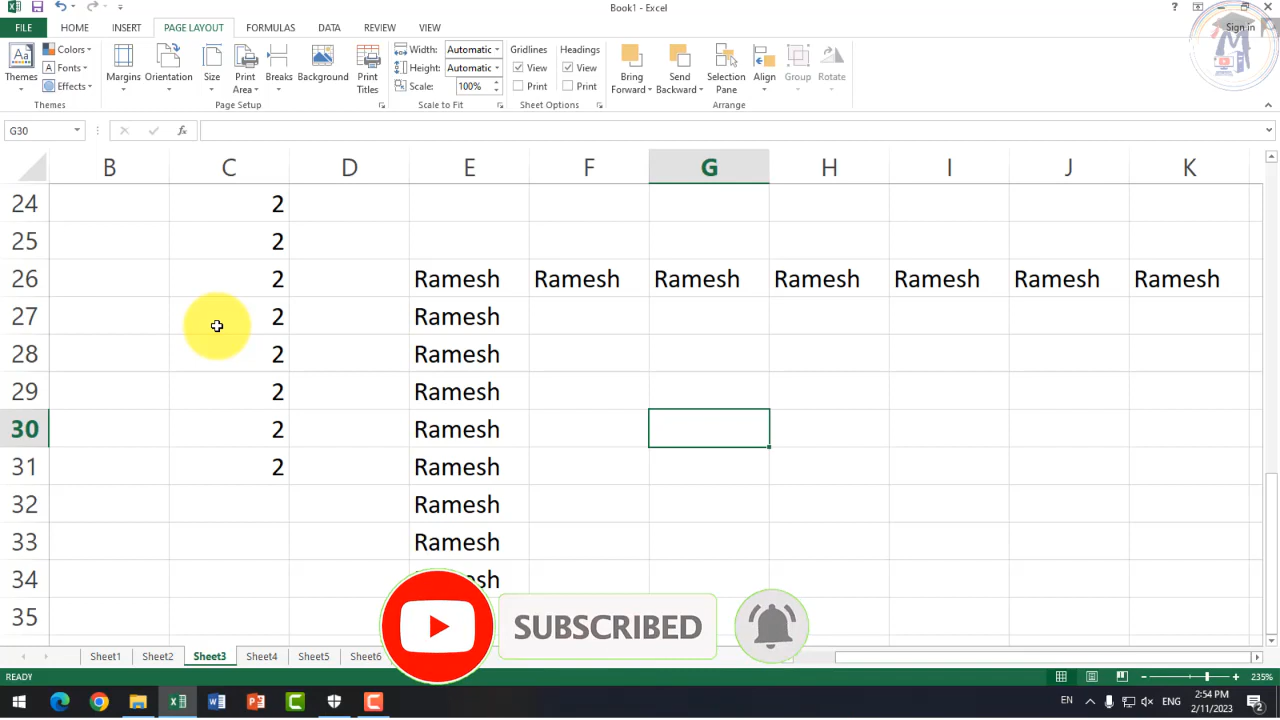 Book1 - Excel
?
Sign in
FILE HOME INSERT PAGE LAYOUT FORMULAS DATA REVIEW VIEW
Aa Themes
Colors
Fonts
Effects
Themes
Margins Orientation Size Print Area Breaks Background Print Titles
Page Setup
Width: Automatic
Height: Automatic
Scale: 100%
Scale to Fit
Gridlines Headings
View View
Print Print
Sheet Options
Bring Forward Send Backward Selection Pane Align Group Rotate
Arrange
G30 fx
B C D E F G H I J K
24 2
25 2
26 2 Ramesh Ramesh Ramesh Ramesh Ramesh Ramesh Ramesh
27 2 Ramesh
28 2 Ramesh
29 2 Ramesh
30 2 Ramesh
31 2 Ramesh
32 Ramesh
33 Ramesh
34 esh
35
SUBSCRIBED
Sheet1 Sheet2 Sheet3 Sheet4 Sheet5 Sheet6
READY 235%
EN ENG 2:54 PM
2/11/2023
2